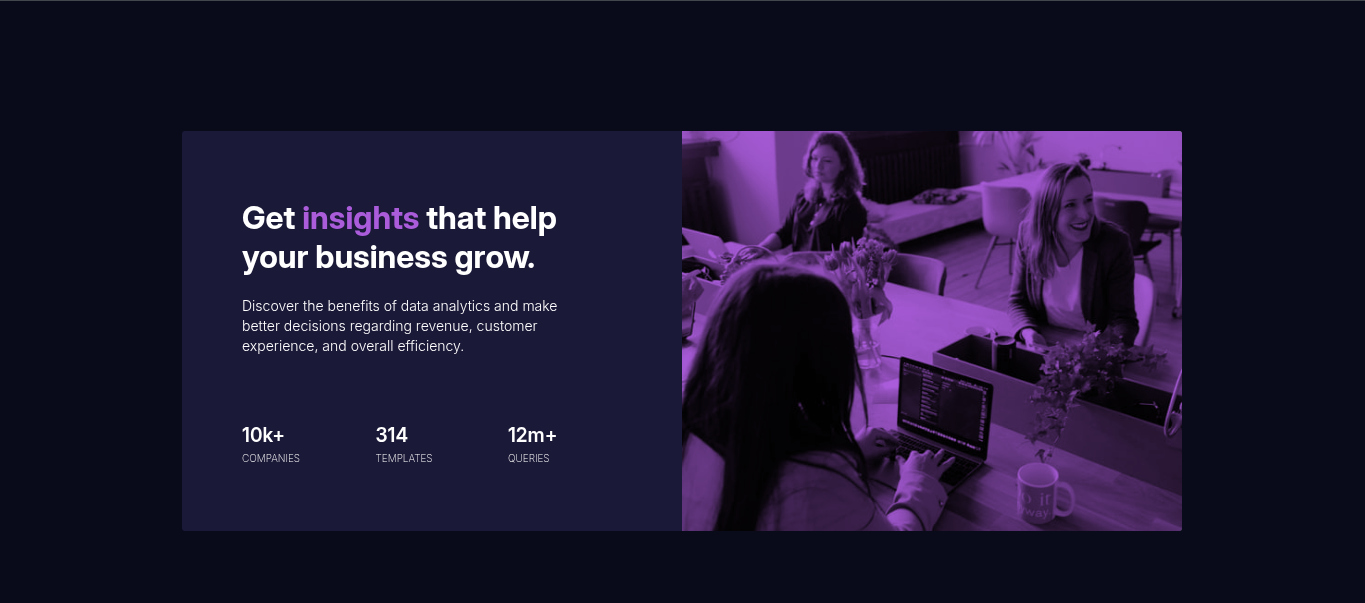 Get insights that help
your business grow.
Discover the benefits of data analytics and make
better decisions regarding revenue, customer
experience, and overall efficiency.
10k+ 314 12m+
COMPANIES TEMPLATES QUERIES